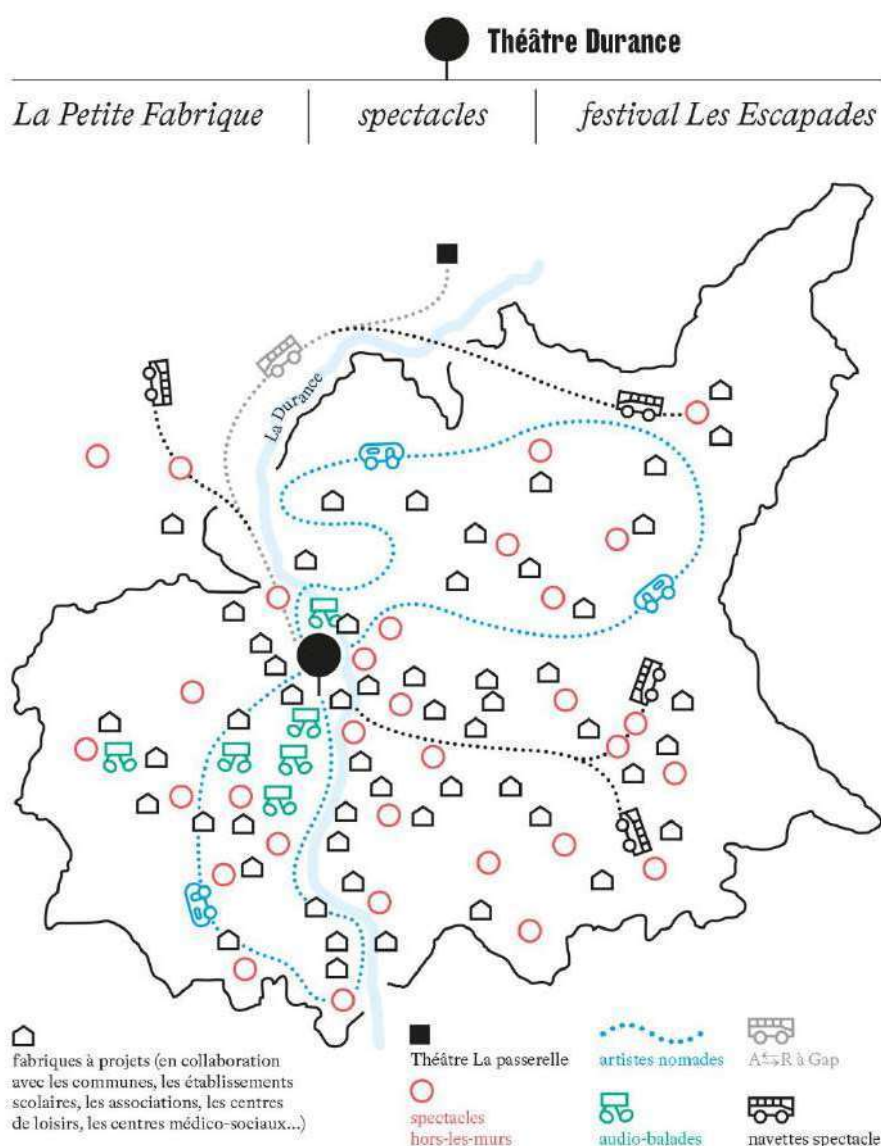 Théâtre Durance
La Petite Fabrique
spectacles
festival Les Escapades
La Durance
fabriques à projets (en collaboration
avec les communes, les établissements
scolaires, les associations, les centres
de loisirs, les centres médico-sociaux...)
Théâtre La passerelle
spectacles
hors-les-murs
artistes nomades
audio-balades
A⇆R à Gap
navettes spectacle